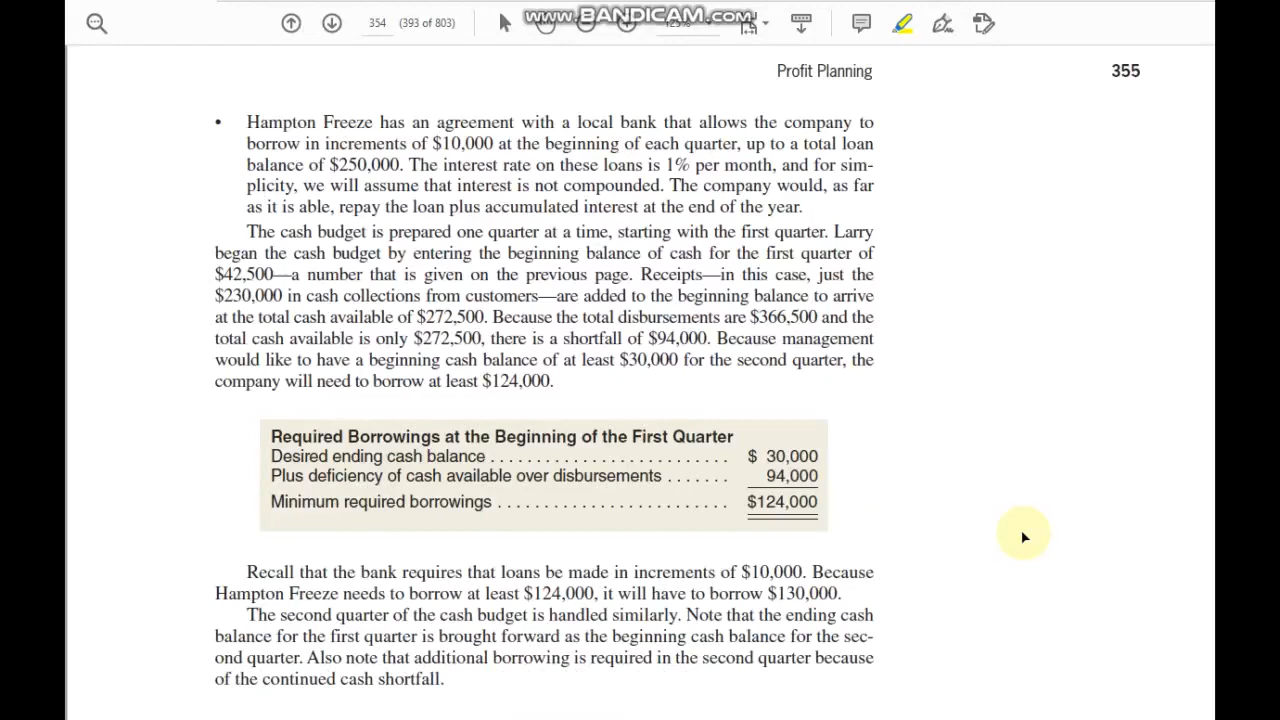 www.BANDICAM.com
354 (393 of 803)
Profit Planning 355
• Hampton Freeze has an agreement with a local bank that allows the company to
borrow in increments of $10,000 at the beginning of each quarter, up to a total loan
balance of $250,000. The interest rate on these loans is 1% per month, and for sim-
plicity, we will assume that interest is not compounded. The company would, as far
as it is able, repay the loan plus accumulated interest at the end of the year.
The cash budget is prepared one quarter at a time, starting with the first quarter. Larry
began the cash budget by entering the beginning balance of cash for the first quarter of
$42,500—a number that is given on the previous page. Receipts—in this case, just the
$230,000 in cash collections from customers—are added to the beginning balance to arrive
at the total cash available of $272,500. Because the total disbursements are $366,500 and the
total cash available is only $272,500, there is a shortfall of $94,000. Because management
would like to have a beginning cash balance of at least $30,000 for the second quarter, the
company will need to borrow at least $124,000.
Required Borrowings at the Beginning of the First Quarter
Desired ending cash balance . . . . . . . . . . . . . . . . . . . . . . . . . . $ 30,000
Plus deficiency of cash available over disbursements . . . . . . . 94,000
Minimum required borrowings . . . . . . . . . . . . . . . . . . . . . . . . . $124,000
Recall that the bank requires that loans be made in increments of $10,000. Because
Hampton Freeze needs to borrow at least $124,000, it will have to borrow $130,000.
The second quarter of the cash budget is handled similarly. Note that the ending cash
balance for the first quarter is brought forward as the beginning cash balance for the sec-
ond quarter. Also note that additional borrowing is required in the second quarter because
of the continued cash shortfall.